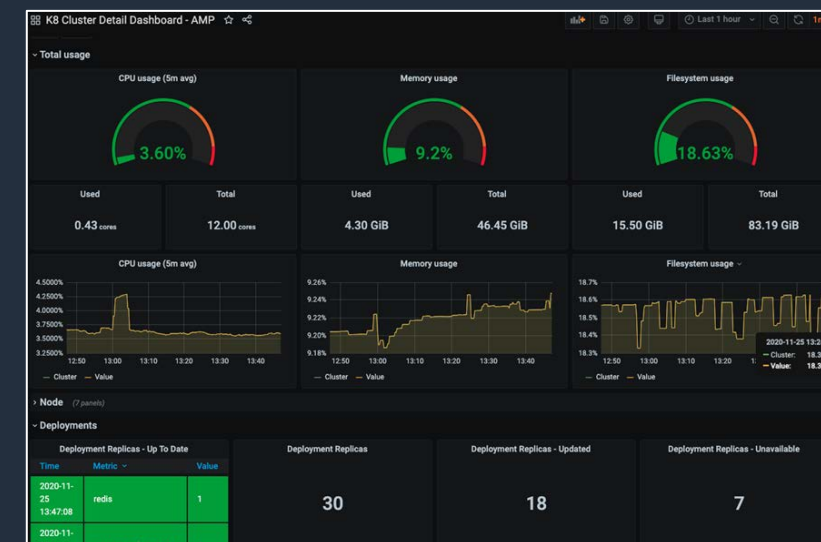 K8 Cluster Detail Dashboard - AMP
Last 1 hour
Total usage
CPU usage (5m avg)
Memory usage
Filesystem usage
3.60%
9.2%
18.63%
Used
Total
Used
Total
Used
Total
0.43 cores
12.00 cores
4.30 GiB
46.45 GiB
15.50 GiB
83.19 GiB
CPU usage (5m avg)
4.5000%
4.2500%
4.0000%
3.7500%
3.5000%
3.2500%
12:50 13:00 13:10 13:20 13:30 13:40
Cluster Value
Memory usage
9.26%
9.24%
9.22%
9.20%
9.18%
12:50 13:00 13:10 13:20 13:30 13:40
Cluster Value
Filesystem usage
18.7%
18.6%
18.5%
18.4%
18.3%
12:50 13:00 13:10 13:20
Cluster Value
2020-11-25
Cluster:
Value:
Node (7 panels)
Deployments
Deployment Replicas - Up To Date
Time Metric Value
2020-11-
25
13:47:08
redis
1
2020-11-
Deployment Replicas
30
Deployment Replicas - Updated
18
Deployment Replicas - Unavailable
7